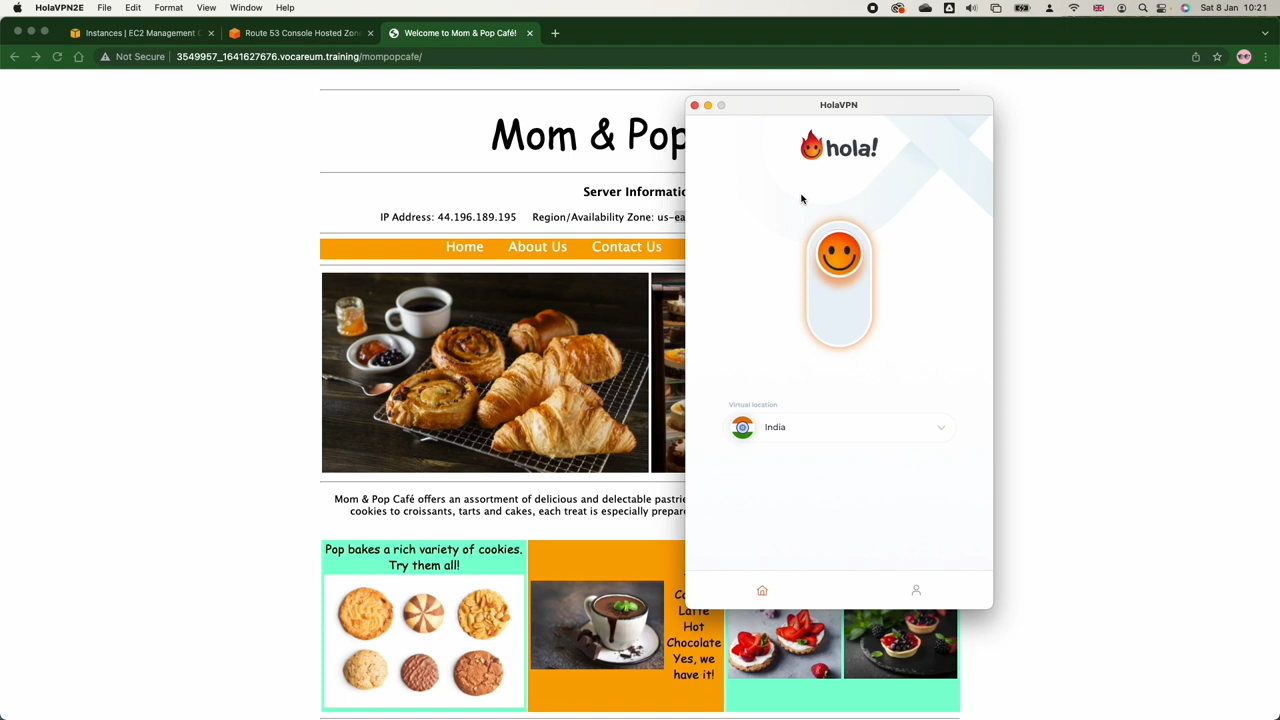 HolaVPN2E File Edit Format View Window Help
Sat 8 Jan 10:21
Instances | EC2 Management
Route 53 Console Hosted Zon
Welcome to Mom & Pop Café!
Not Secure 3549957_1641627676.vocareum.training/mompopcafe/
Mom & Pop
Server Informatio
IP Address: 44.196.189.195 Region/Availability Zone: us-ea
Home About Us Contact Us
Mom & Pop Café offers an assortment of delicious and delectable pastrie
cookies to croissants, tarts and cakes, each treat is especially prepare
Pop bakes a rich variety of cookies.
Try them all!
Latte
Hot
Chocolate
Yes, we
have it!
HolaVPN
hola!
Virtual location
India